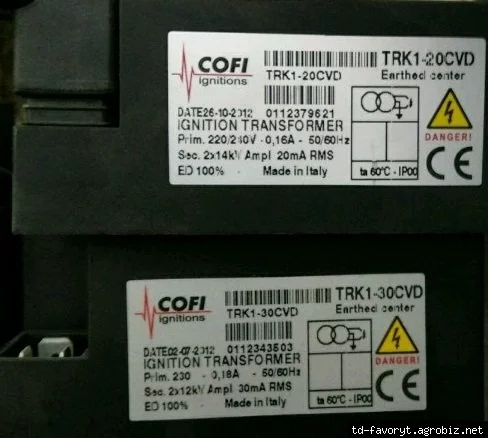 COFI
ignitions
TRK1-20CVD
TRK1-20CVD
Earthed center
DATE26-10-2012 0112379621
IGNITION TRANSFORMER
Prim. 220/240V - 0,16A - 50/60Hz
Sec. 2x14kV Ampl 20mA RMS
ED 100% Made in Italy
ta 60°C - IP00
DANGER!
CE
COFI
ignitions
TRK1-30CVD
TRK1-30CVD
Earthed center
DATE02-07-2012 0112343503
IGNITION TRANSFORMER
Prim. 230 - 0,18A - 50/60Hz
Sec. 2x12kV Ampl 30mA RMS
ED 100% Made in Italy
ta 60°C - IP00
DANGER!
CE
td-favoryt.agrobiz.net